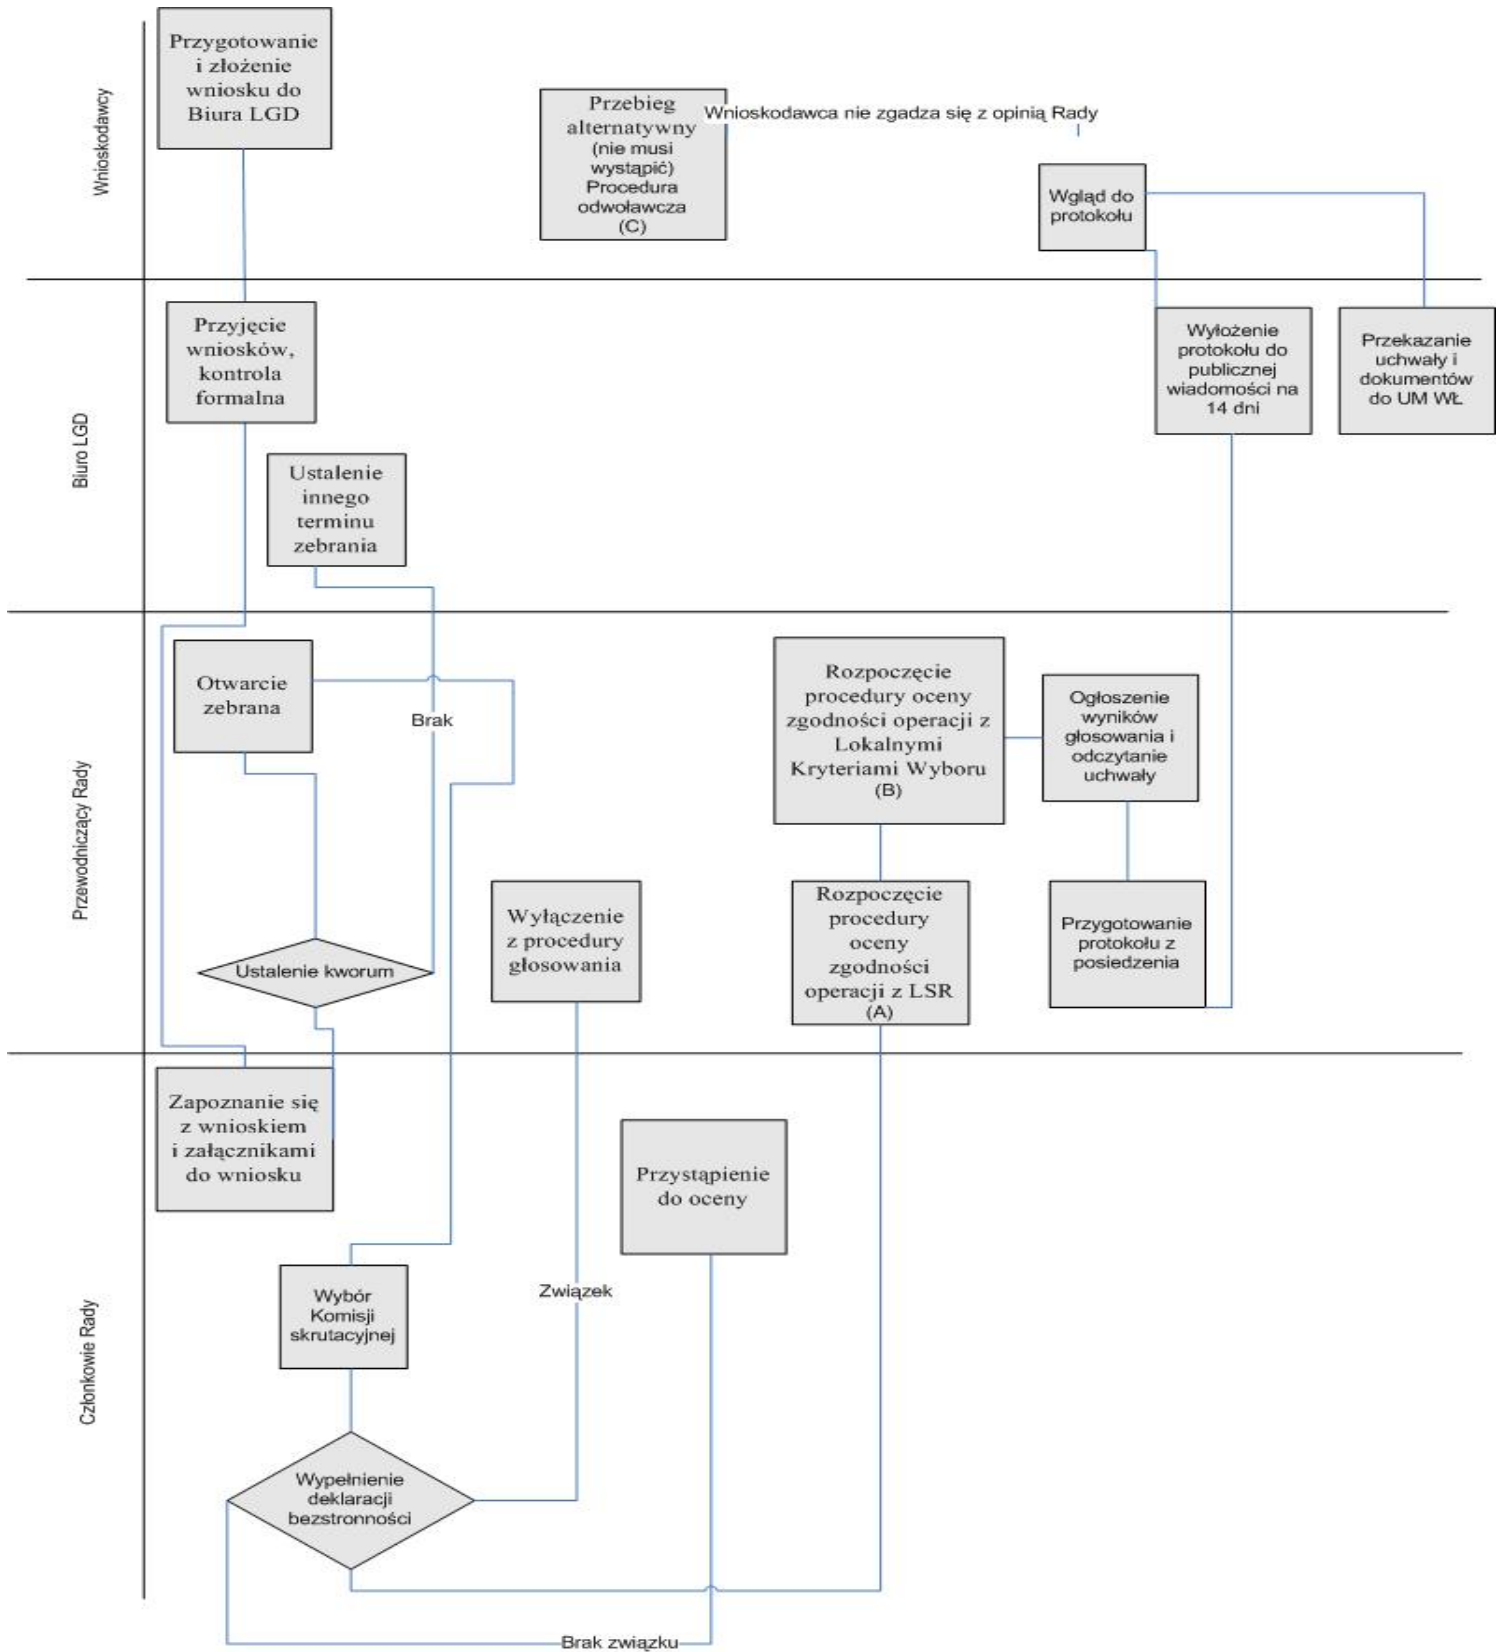 Wnioskodawcy
Przygotowanie
i złożenie
wniosku do
Biura LGD
Przebieg
alternatywny
(nie musi
wystąpić)
Procedura
odwoławcza
(C)
Wnioskodawca nie zgadza się z opinią Rady
Wgląd do
protokołu
Biuro LGD
Przyjęcie
wniosków,
kontrola
formalna
Ustalenie
innego
terminu
zebrania
Wyłożenie
protokołu do
publicznej
wiadomości na
14 dni
Przekazanie
uchwały i
dokumentów
do UM WŁ
Przewodniczący Rady
Otwarcie
zebrana
Brak
Ustalenie kworum
Wyłączenie
z procedury
głosowania
Rozpoczęcie
procedury oceny
zgodności operacji z
Lokalnymi
Kryteriami Wyboru
(B)
Rozpoczęcie
procedury
oceny
zgodności
operacji z LSR
(A)
Ogłoszenie
wyników
głosowania i
odczytanie
uchwały
Przygotowanie
protokołu z
posiedzenia
Członkowie Rady
Zapoznanie się
z wnioskiem
i załącznikami
do wniosku
Przystąpienie
do oceny
Wybór
Komisji
skrutacyjnej
Związek
Wypełnienie
deklaracji
bezstronności
Brak związku